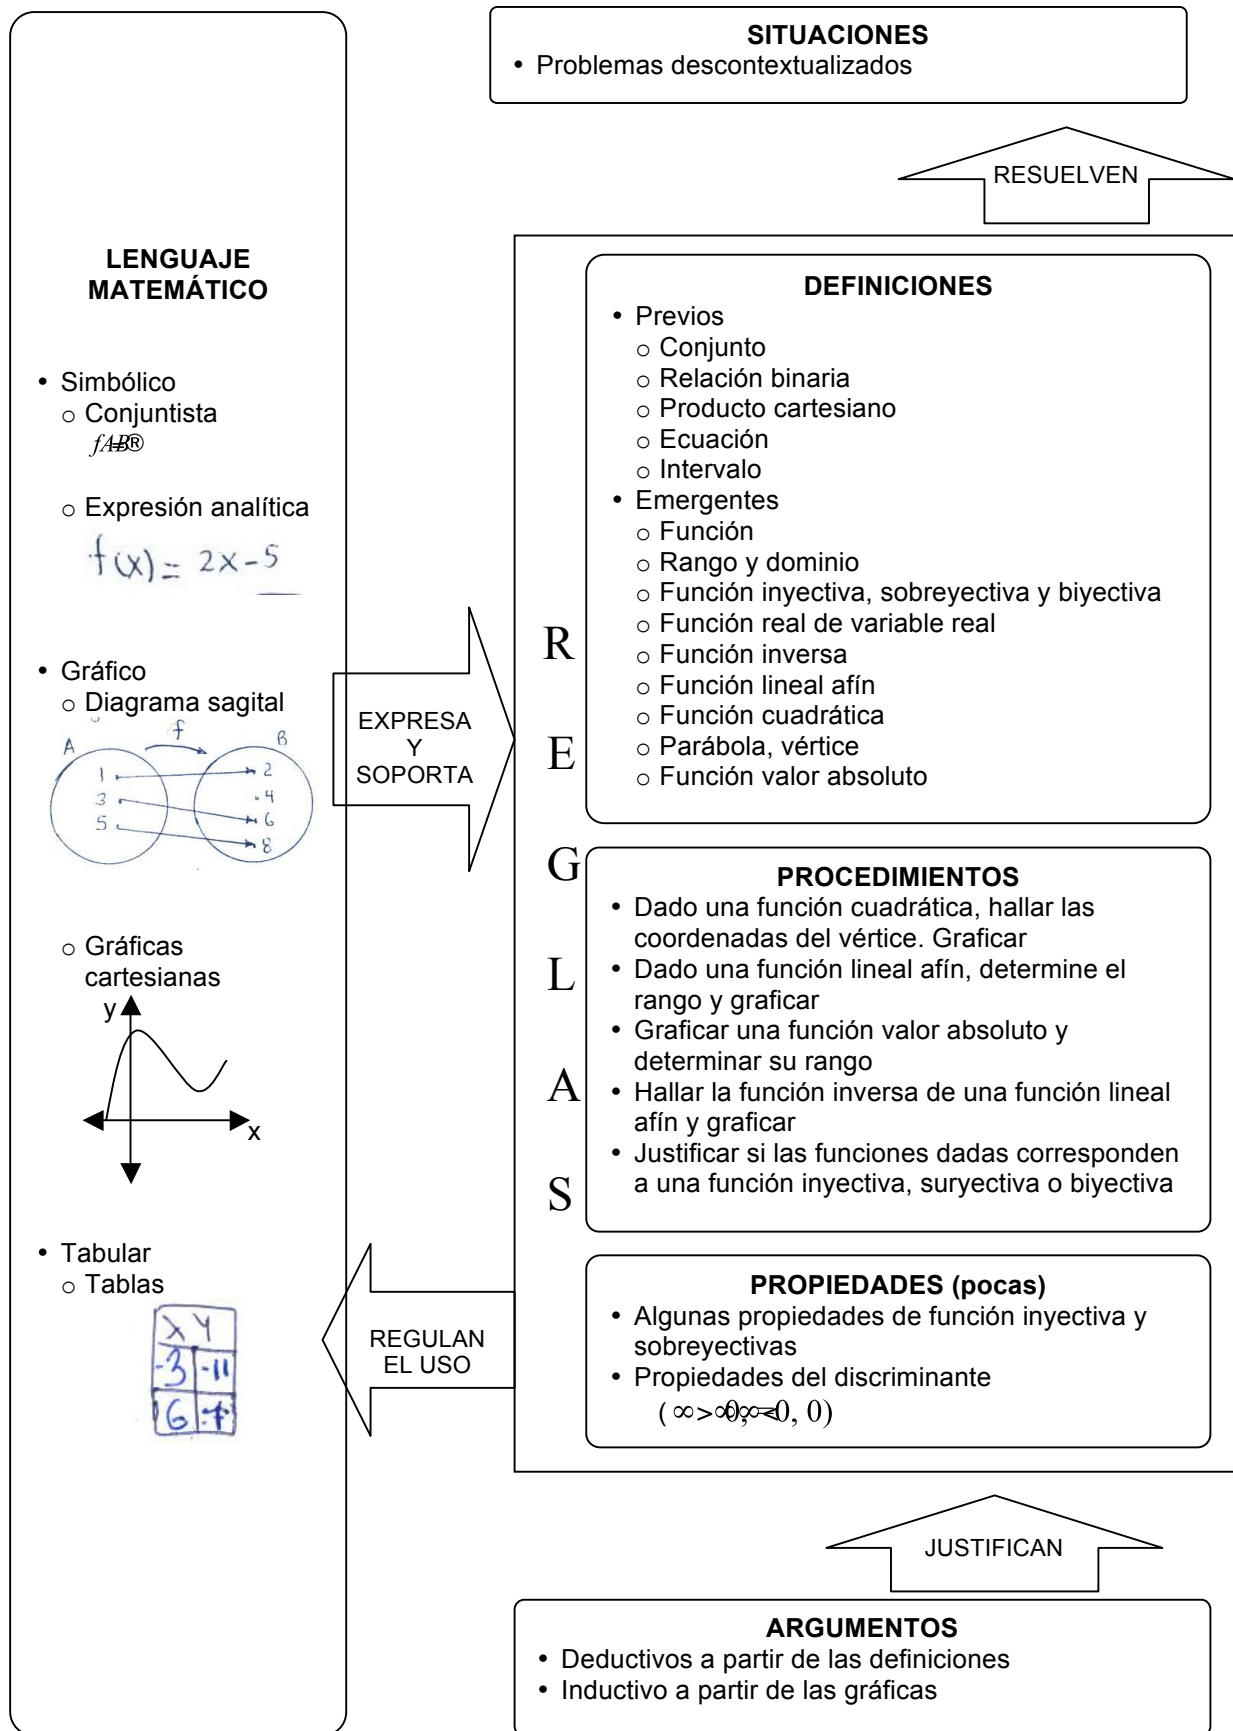 SITUACIONES
• Problemas descontextualizados
RESUELVEN
LENGUAJE
MATEMÁTICO
• Simbólico
o Conjuntista
o Expresión analítica
f(x) = 2x-5
• Gráfico
o Diagrama sagital
A f B
1 2
3 4
5 6
8
o Gráficas
cartesianas
y
x
• Tabular
o Tablas
X Y
-3 -11
6
EXPRESA
Y
SOPORTA
REGULAN
EL USO
R
E
G
L
A
S
DEFINICIONES
• Previos
o Conjunto
o Relación binaria
o Producto cartesiano
o Ecuación
o Intervalo
• Emergentes
o Función
o Rango y dominio
o Función inyectiva, sobreyectiva y biyectiva
o Función real de variable real
o Función inversa
o Función lineal afín
o Función cuadrática
o Parábola, vértice
o Función valor absoluto
PROCEDIMIENTOS
• Dado una función cuadrática, hallar las
coordenadas del vértice. Graficar
• Dado una función lineal afín, determine el
rango y graficar
• Graficar una función valor absoluto y
determinar su rango
• Hallar la función inversa de una función lineal
afín y graficar
• Justificar si las funciones dadas corresponden
a una función inyectiva, suryectiva o biyectiva
PROPIEDADES (pocas)
• Algunas propiedades de función inyectiva y
sobreyectivas
• Propiedades del discriminante
JUSTIFICAN
ARGUMENTOS
• Deductivos a partir de las definiciones
• Inductivo a partir de las gráficas